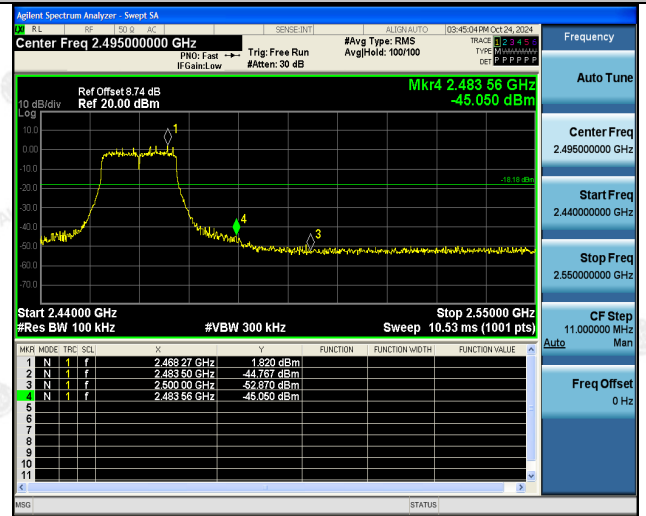 Agilent Spectrum Analyzer - Swept SA
RL RF 50 Ω AC SENSE:INT ALIGN AUTO 03:45:04 PM Oct 24, 2024
Center Freq 2.495000000 GHz
PNO: Fast
IFGain:Low
Trig: Free Run
#Atten: 30 dB
#Avg Type: RMS
Avg|Hold: 100/100
TRACE 1 2 3 4 5 6
TYPE M
DET P P P P P P
Ref Offset 8.74 dB
Ref 20.00 dBm
10 dB/div
Log
Mkr4 2.483 56 GHz
-45.050 dBm
10.0
0.00
-10.0
-20.0
-30.0
-40.0
-50.0
-60.0
-70.0
1
4
3
-18.18 dBm
Start 2.44000 GHz
Stop 2.55000 GHz
#Res BW 100 kHz
#VBW 300 kHz
Sweep 10.53 ms (1001 pts)
MKR MODE TRC SCL X Y FUNCTION FUNCTION WIDTH FUNCTION VALUE
1 N 1 f 2.468 27 GHz 1.820 dBm
2 N 1 f 2.483 50 GHz -44.767 dBm
3 N 1 f 2.500 00 GHz -52.870 dBm
4 N 1 f 2.483 56 GHz -45.050 dBm
5
6
7
8
9
10
11
MSG
STATUS
Frequency
Auto Tune
Center Freq
2.495000000 GHz
Start Freq
2.440000000 GHz
Stop Freq
2.550000000 GHz
CF Step
11.000000 MHz
Auto Man
Freq Offset
0 Hz